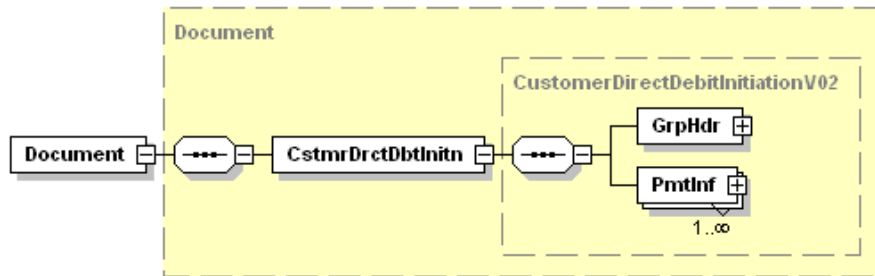 Document
CustomerDirectDebitInitiationV02
GrpHdr
Document
CstmrDrctDbtInitn
PmtInf
1..∞